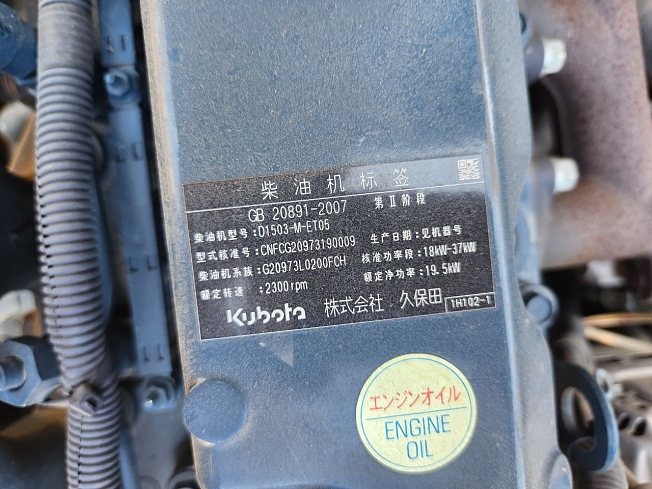 柴油机标签
GB 20891-2007 第Ⅱ阶段
柴油机型号: D1503-M-ET05
型式核准号: CNFCG20973190009 生产日期: 见机器号
柴油机系族: G20973L0200FCH 核准功率段: 18kW-37kW
额定转速 : 2300rpm 额定净功率: 19.5kW
Kubota 株式会社 久保田 1H102-1
エンジンオイル
ENGINE
OIL